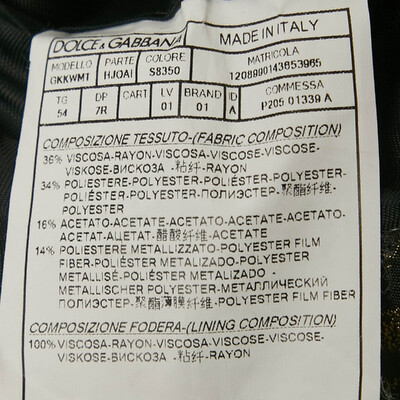 DOLCE & GABBANA
MADE IN ITALY
MODELLO PARTE COLORE MATRICOLA
GKKWMT HJOAI S8350 1208990143653965
TG DP CART LV BRAND ID COMMESSA
54 7R 01 01 A P205 01339 A
COMPOSIZIONE TESSUTO-(FABRIC COMPOSITION)
36% VISCOSA-RAYON-VISCOSA-VISCOSE-VISCOSE-
VISKOSE-ВИСКОЗА -粘纤-RAYON
34% POLIESTERE-POLYESTER-POLIÉSTER-POLYESTER-
POLIÉSTER-POLYESTER-ПОЛИЭСТЕР-聚酯纤维-
POLYESTER
16% ACETATO-ACETATE-ACETATO-ACETATE-ACETATO-
ACETAT-АЦЕТАТ-醋酸纤维-ACETATE
14% POLIESTERE METALLIZZATO-POLYESTER FILM
FIBER-POLIÉSTER METALIZADO-POLYESTER
METALLISÉ-POLIÉSTER METALIZADO -
METALLISCHER POLYESTER-МЕТАЛЛИЧЕСКИЙ
ПОЛИЭСТЕР-聚酯薄膜纤维-POLYESTER FILM FIBER
COMPOSIZIONE FODERA-(LINING COMPOSITION)
100% VISCOSA-RAYON-VISCOSA-VISCOSE-VISCOSE-
VISKOSE-ВИСКОЗА -粘纤-RAYON